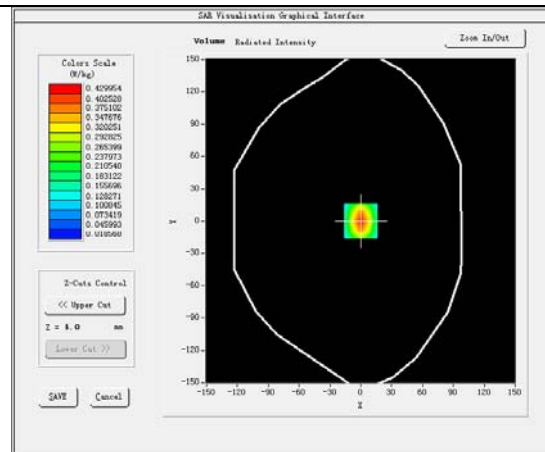 SAR Visualisation Graphical Interface
Volume Radiated Intensity
Zoom In/Out
Colors Scale
(W/kg)
0.429954
0.402528
0.375102
0.347676
0.320251
0.292825
0.265399
0.237973
0.210548
0.183122
0.155696
0.128271
0.100845
0.073419
0.045993
150
120
90
60
30
0
-30
-60
-90
-120
-150
Y
-150 -120 -90 -60 -30 0 30 60 90 120 150
X
Z-Cuts Control
<< Upper Cut
Z = 4.0 mm
Lower Cut >>
SAVE Cancel